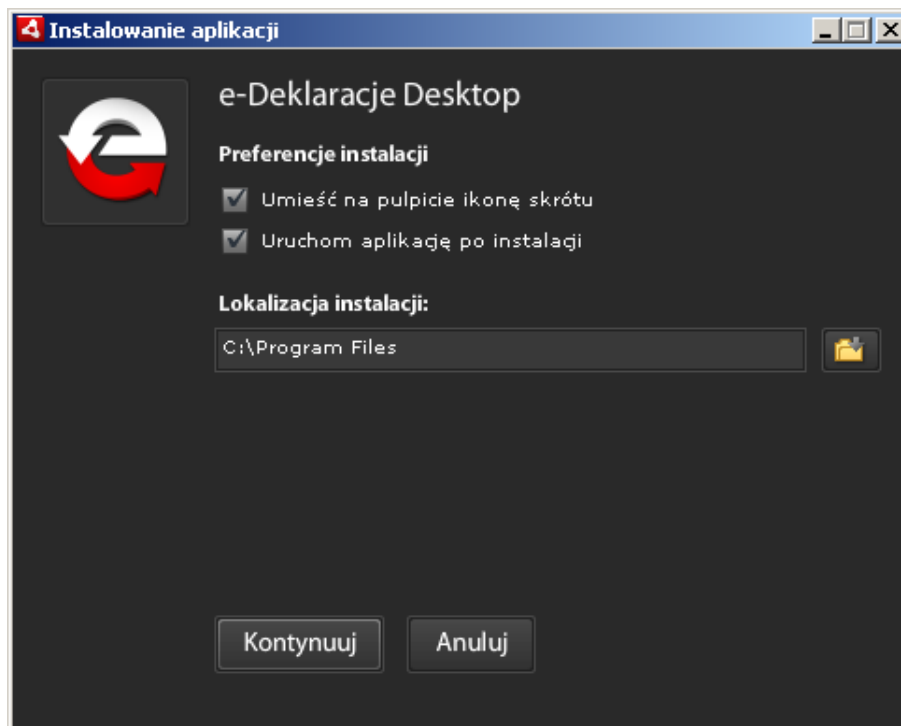 Instalowanie aplikacji
e-Deklaracje Desktop
Preferencje instalacji
Umieść na pulpicie ikonę skrótu
Uruchom aplikację po instalacji
Lokalizacja instalacji:
C:\Program Files
Kontynuuj
Anuluj